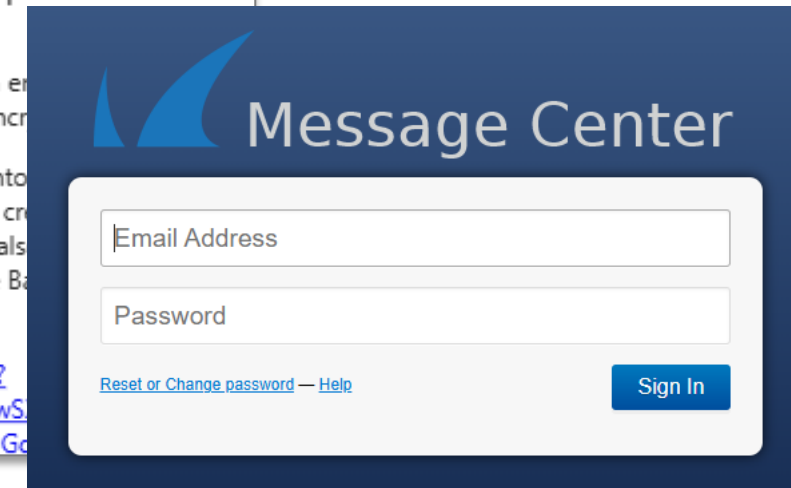 Message Center
Email Address
Password
Reset or Change password — Help
Sign In